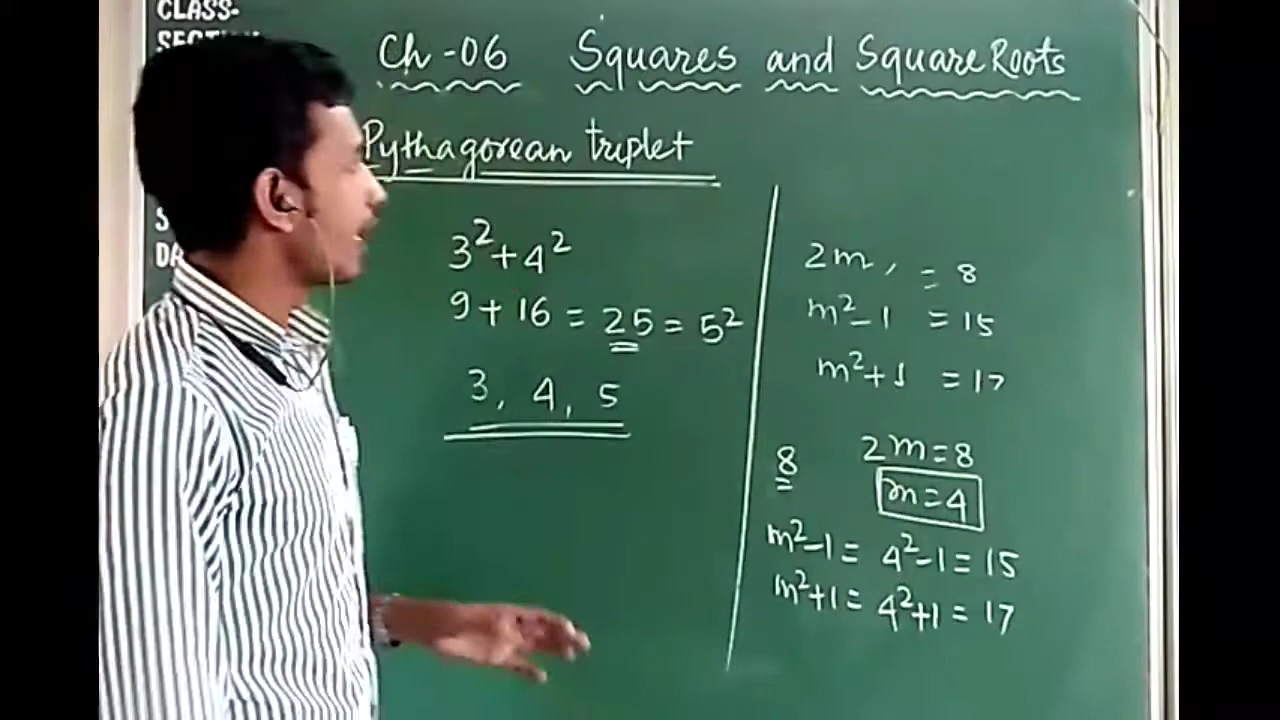 CLASS-
SECTION
Ch-06 Squares and Square Roots
Pythagorean triplet
3²+4²
9+16=25=5²
3, 4, 5
2m, =8
m²-1 =15
m²+1 =17
8 2m=8
m=4
m²-1=4²-1=15
m²+1=4²+1=17